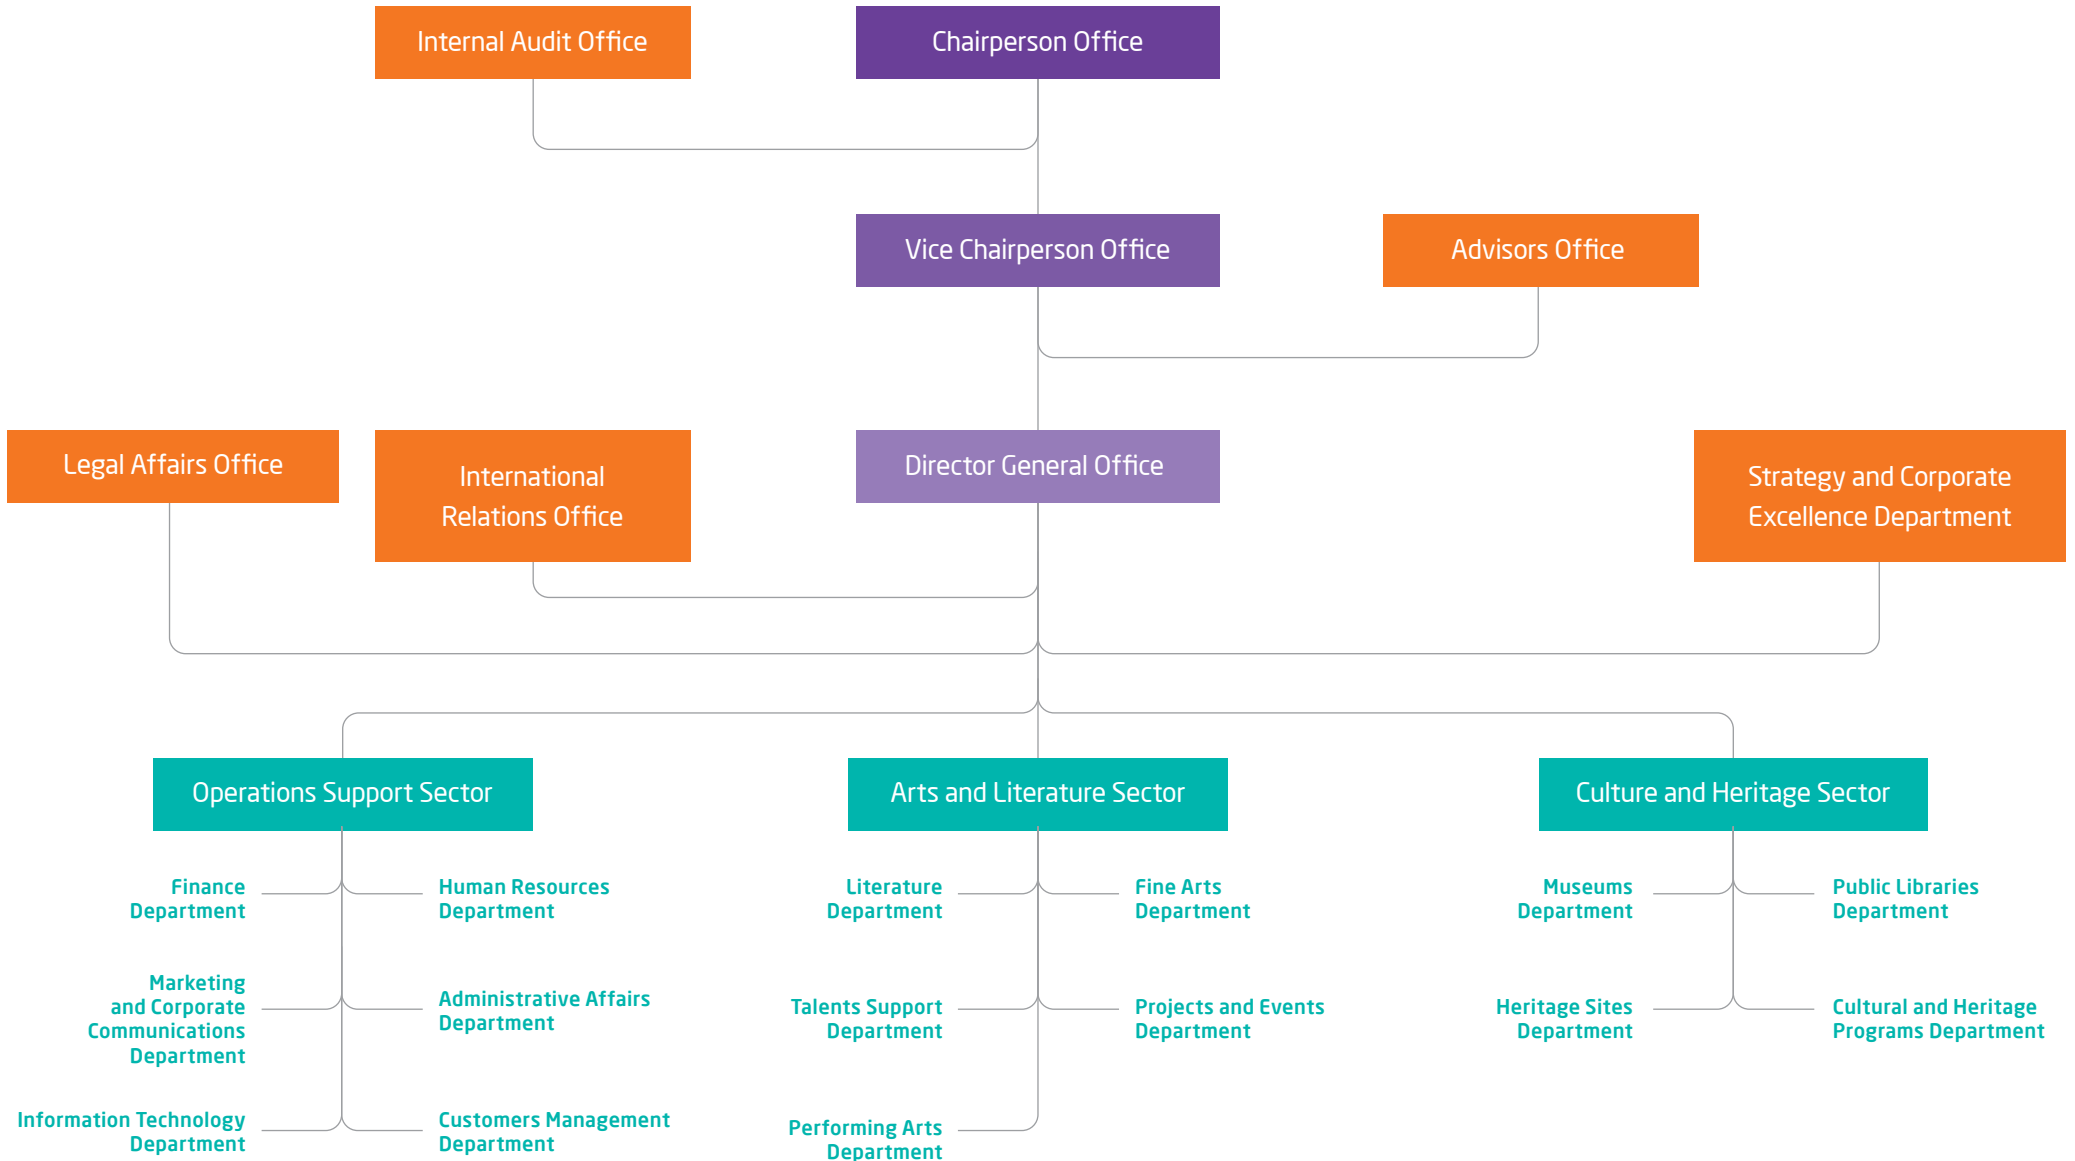 Internal Audit Office
Chairperson Office
Vice Chairperson Office
Advisors Office
Legal Affairs Office
International
Relations Office
Director General Office
Strategy and Corporate
Excellence Department
Operations Support Sector
Arts and Literature Sector
Culture and Heritage Sector
Finance
Department
Human Resources
Department
Marketing
and Corporate
Communications
Department
Administrative Affairs
Department
Information Technology
Department
Customers Management
Department
Literature
Department
Fine Arts
Department
Talents Support
Department
Projects and Events
Department
Performing Arts
Department
Museums
Department
Public Libraries
Department
Heritage Sites
Department
Cultural and Heritage
Programs Department